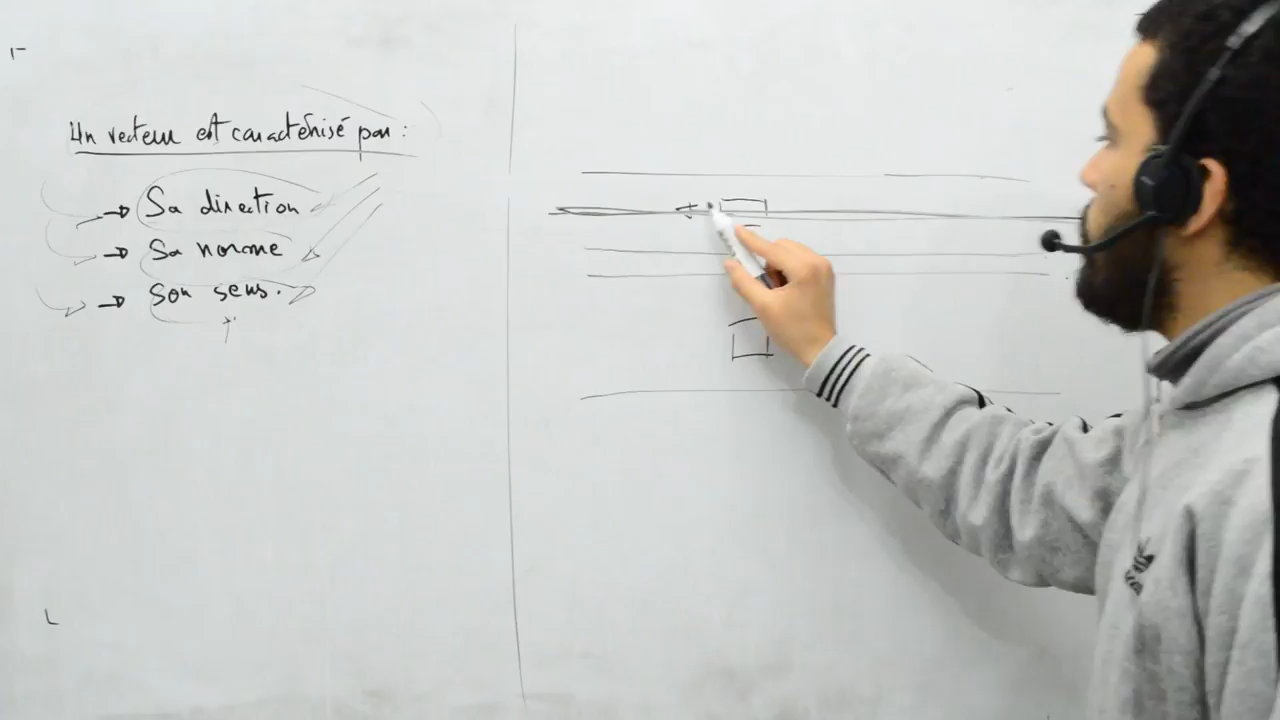 Un vecteur est caractérisé par :
→ Sa direction
→ Sa norme
→ Son sens.